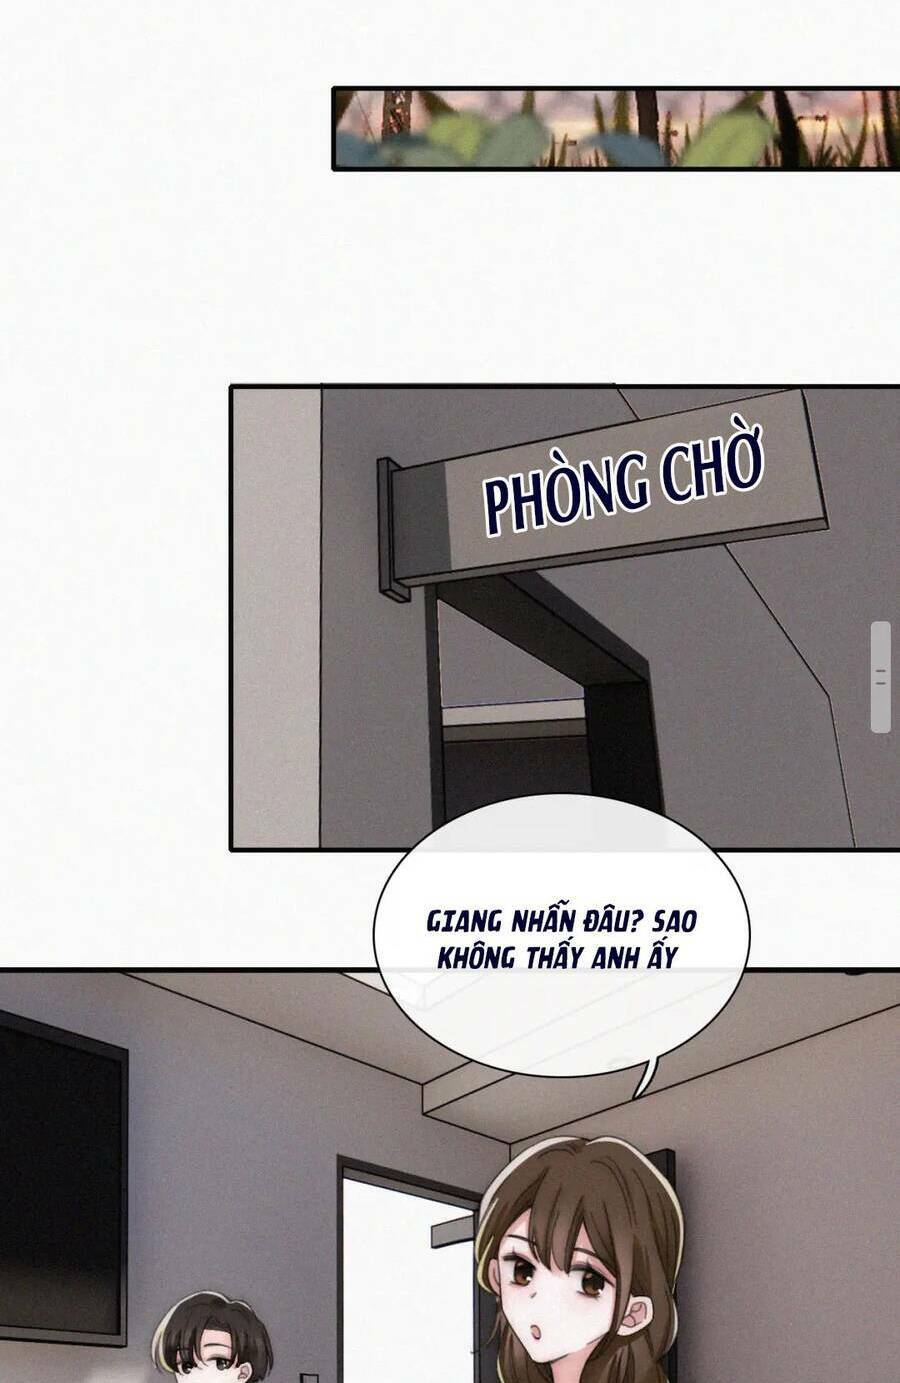 PHÒNG CHỜ
GIANG NHẪN ĐÂU? SAO
KHÔNG THẤY ANH ẤY